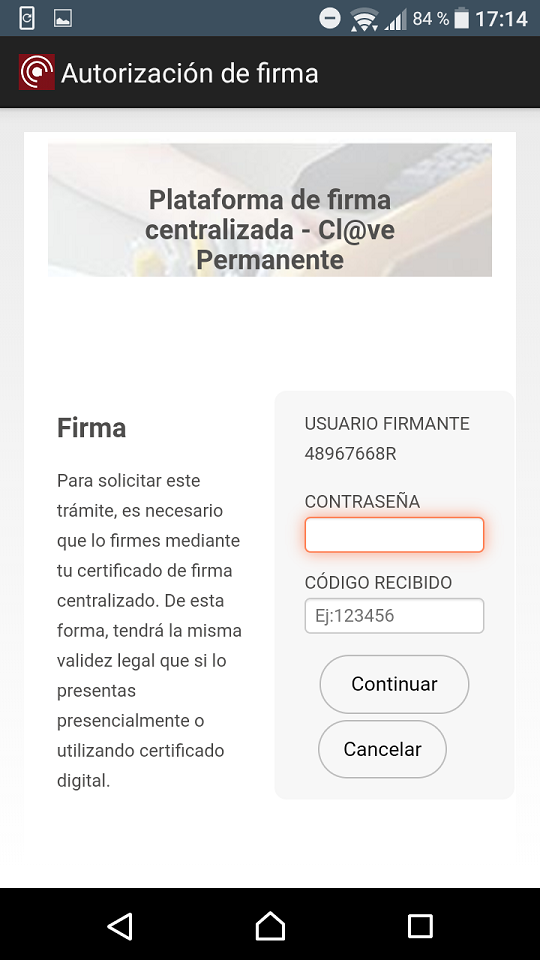 84 % 17:14
Autorización de firma
Plataforma de firma
centralizada - Cl@ve
Permanente
Firma
Para solicitar este
trámite, es necesario
que lo firmes mediante
tu certificado de firma
centralizado. De esta
forma, tendrá la misma
validez legal que si lo
presentas
presencialmente o
utilizando certificado
digital.
USUARIO FIRMANTE
48967668R
CONTRASEÑA
CÓDIGO RECIBIDO
Ej:123456
Continuar
Cancelar